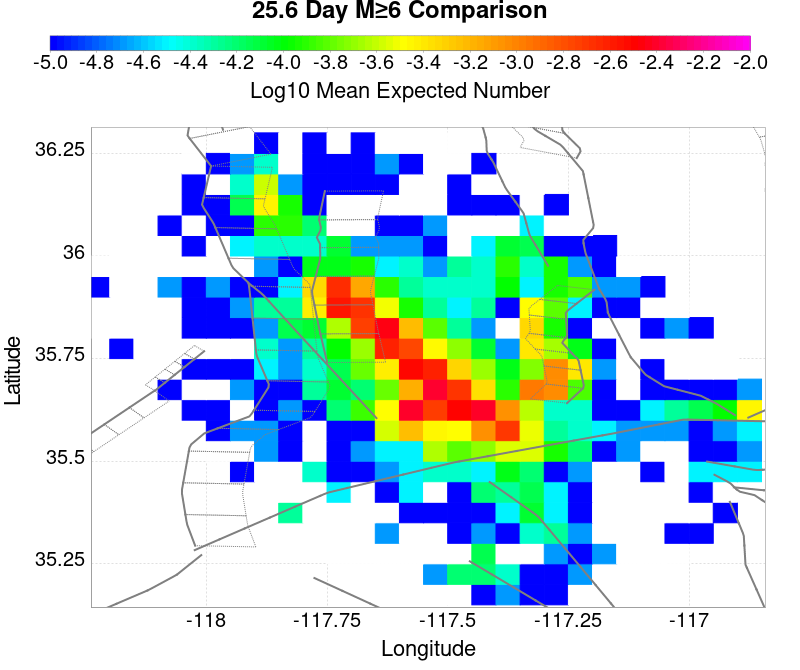 25.6 Day M≥6 Comparison
-5.0 -4.8 -4.6 -4.4 -4.2 -4.0 -3.8 -3.6 -3.4 -3.2 -3.0 -2.8 -2.6 -2.4 -2.2 -2.0
Log10 Mean Expected Number
36.25
36
35.75
35.5
35.25
Latitude
-118 -117.75 -117.5 -117.25 -117
Longitude